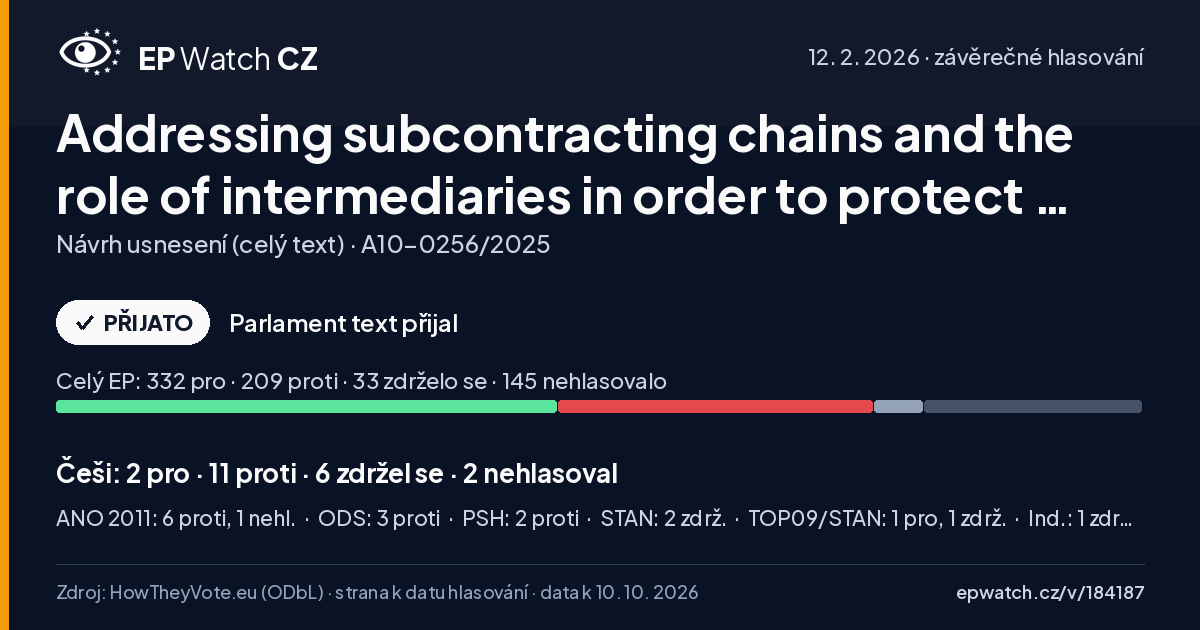 EP Watch CZ
12. 2. 2026 · závěrečné hlasování
Addressing subcontracting chains and the
role of intermediaries in order to protect …
Návrh usnesení (celý text) · A10–0256/2025
✓ PŘIJATO Parlament text přijal
Celý EP: 332 pro · 209 proti · 33 zdrželo se · 145 nehlasovalo
Češi: 2 pro · 11 proti · 6 zdržel se · 2 nehlasoval
ANO 2011: 6 proti, 1 nehl. · ODS: 3 proti · PSH: 2 proti · STAN: 2 zdrž. · TOP09/STAN: 1 pro, 1 zdrž. · Ind.: 1 zdr…
Zdroj: HowTheyVote.eu (ODbL) · strana k datu hlasování · data k 10. 10. 2026
epwatch.cz/v/184187